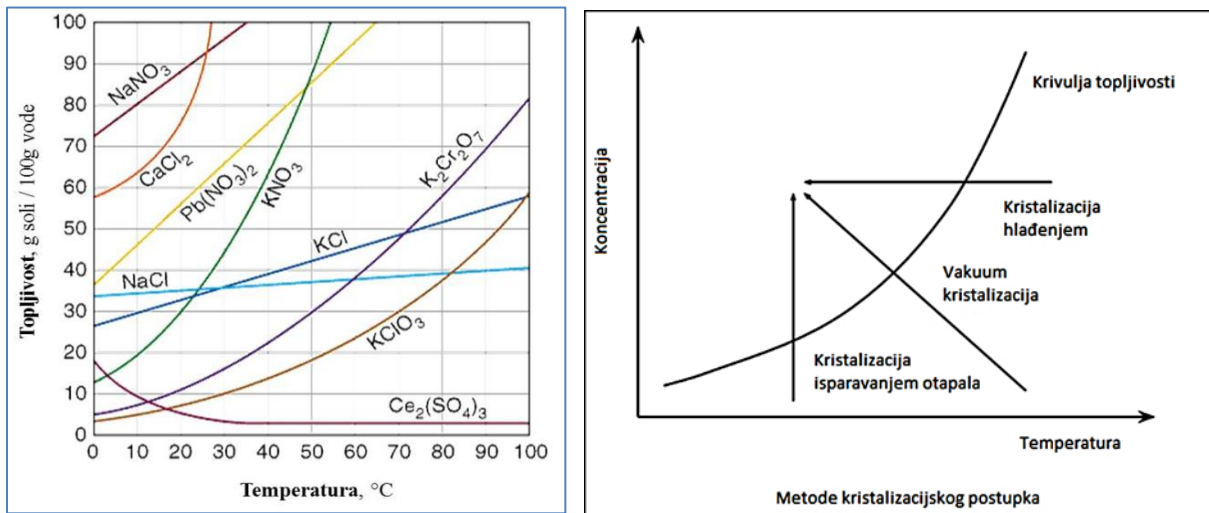 Topljivost, g soli / 100g vode
100
90
80
70
60
50
40
30
20
10
0
NaNO₃
CaCl₂
Pb(NO₃)₂
KNO₃
K₂Cr₂O₇
KCl
NaCl
KClO₃
Ce₂(SO₄)₃
0 10 20 30 40 50 60 70 80 90 100
Temperatura, °C
Koncentracija
Krivulja topljivosti
Kristalizacija
hlađenjem
Vakuum
kristalizacija
Kristalizacija
isparavanjem otapala
Temperatura
Metode kristalizacijskog postupka